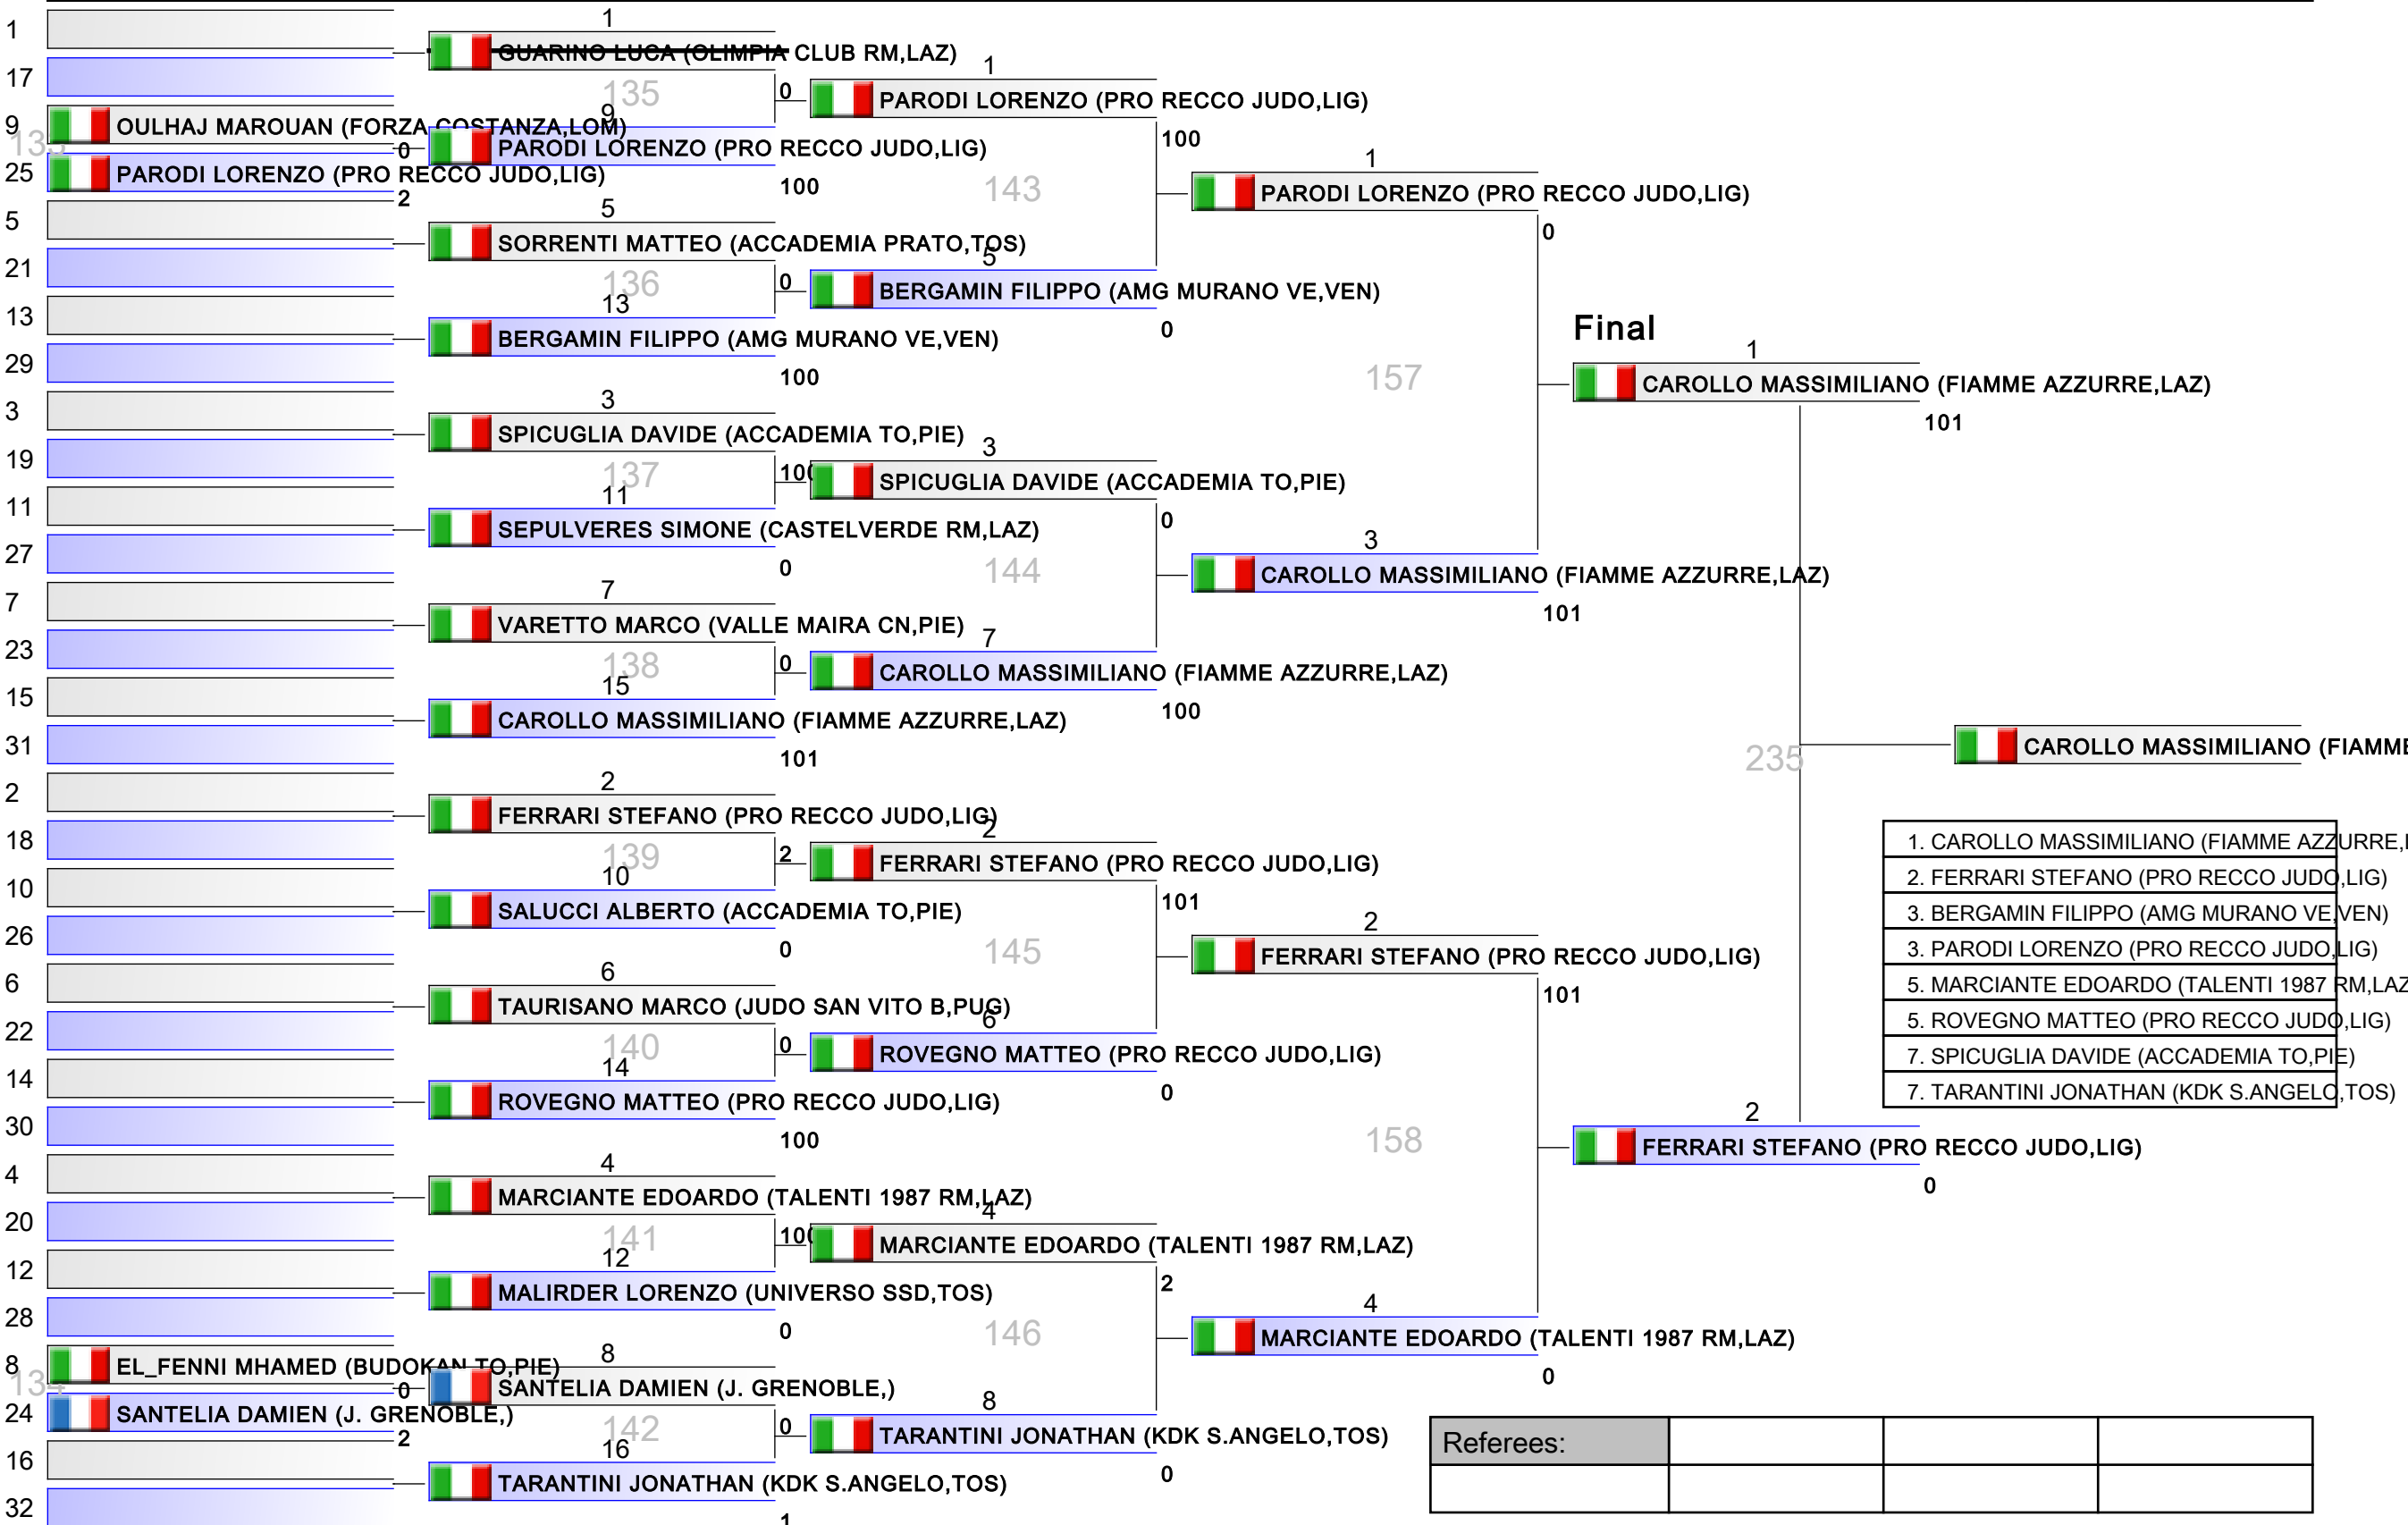 1
17
9
133
OULHAJ MAROUAN (FORZA COSTANZA,LOM)
0
25
PARODI LORENZO (PRO RECCO JUDO,LIG)
2
5
21
13
29
3
19
11
27
7
23
15
31
2
18
10
26
6
22
14
30
4
20
12
28
8
134
EL_FENNI MHAMED (BUDOKAN TO,PIE)
0
24
SANTELIA DAMIEN (J. GRENOBLE,)
2
16
32
1
GUARINO LUCA (OLIMPIA CLUB RM,LAZ)
0
135
9
PARODI LORENZO (PRO RECCO JUDO,LIG)
100
5
SORRENTI MATTEO (ACCADEMIA PRATO,TOS)
0
136
13
BERGAMIN FILIPPO (AMG MURANO VE,VEN)
100
3
SPICUGLIA DAVIDE (ACCADEMIA TO,PIE)
100
137
11
SEPULVERES SIMONE (CASTELVERDE RM,LAZ)
0
7
VARETTO MARCO (VALLE MAIRA CN,PIE)
0
138
15
CAROLLO MASSIMILIANO (FIAMME AZZURRE,LAZ)
101
2
FERRARI STEFANO (PRO RECCO JUDO,LIG)
2
139
10
SALUCCI ALBERTO (ACCADEMIA TO,PIE)
0
6
TAURISANO MARCO (JUDO SAN VITO B,PUG)
0
140
14
ROVEGNO MATTEO (PRO RECCO JUDO,LIG)
100
4
MARCIANTE EDOARDO (TALENTI 1987 RM,LAZ)
100
141
12
MALIRDER LORENZO (UNIVERSO SSD,TOS)
0
8
SANTELIA DAMIEN (J. GRENOBLE,)
0
142
16
TARANTINI JONATHAN (KDK S.ANGELO,TOS)
1
1
PARODI LORENZO (PRO RECCO JUDO,LIG)
100
143
5
BERGAMIN FILIPPO (AMG MURANO VE,VEN)
0
3
SPICUGLIA DAVIDE (ACCADEMIA TO,PIE)
0
144
7
CAROLLO MASSIMILIANO (FIAMME AZZURRE,LAZ)
100
2
FERRARI STEFANO (PRO RECCO JUDO,LIG)
101
145
6
ROVEGNO MATTEO (PRO RECCO JUDO,LIG)
0
4
MARCIANTE EDOARDO (TALENTI 1987 RM,LAZ)
2
146
8
TARANTINI JONATHAN (KDK S.ANGELO,TOS)
0
1
PARODI LORENZO (PRO RECCO JUDO,LIG)
0
157
3
CAROLLO MASSIMILIANO (FIAMME AZZURRE,LAZ)
101
2
FERRARI STEFANO (PRO RECCO JUDO,LIG)
101
158
4
MARCIANTE EDOARDO (TALENTI 1987 RM,LAZ)
0
Final
1
CAROLLO MASSIMILIANO (FIAMME AZZURRE,LAZ)
101
235
2
FERRARI STEFANO (PRO RECCO JUDO,LIG)
0
CAROLLO MASSIMILIANO (FIAMME
1. CAROLLO MASSIMILIANO (FIAMME AZZURRE,
2. FERRARI STEFANO (PRO RECCO JUDO,LIG)
3. BERGAMIN FILIPPO (AMG MURANO VE,VEN)
3. PARODI LORENZO (PRO RECCO JUDO,LIG)
5. MARCIANTE EDOARDO (TALENTI 1987 RM,LAZ
5. ROVEGNO MATTEO (PRO RECCO JUDO,LIG)
7. SPICUGLIA DAVIDE (ACCADEMIA TO,PIE)
7. TARANTINI JONATHAN (KDK S.ANGELO,TOS)
Referees: